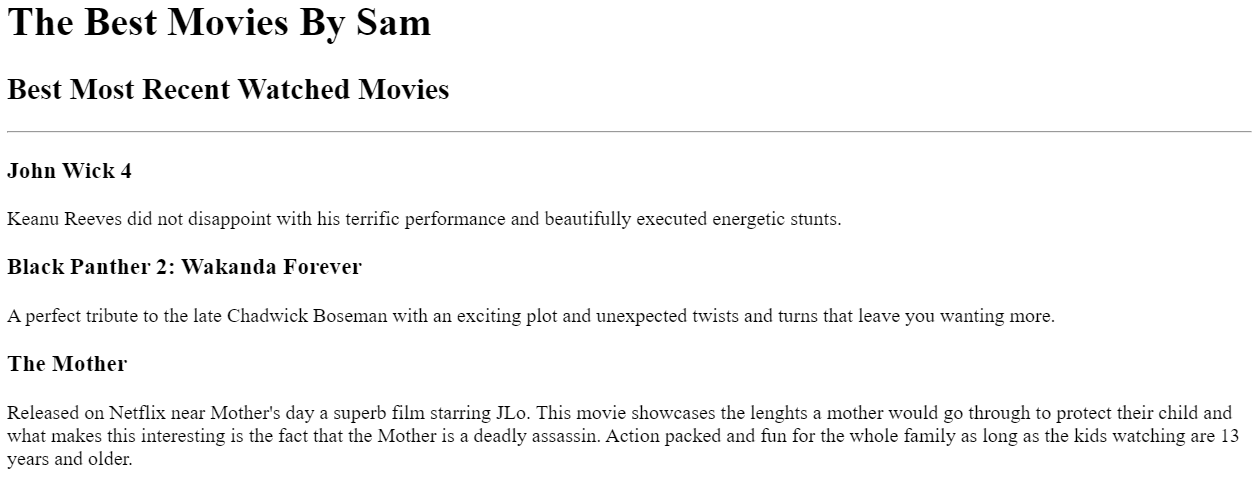 The Best Movies By Sam
Best Most Recent Watched Movies
John Wick 4
Keanu Reeves did not disappoint with his terrific performance and beautifully executed energetic stunts.
Black Panther 2: Wakanda Forever
A perfect tribute to the late Chadwick Boseman with an exciting plot and unexpected twists and turns that leave you wanting more.
The Mother
Released on Netflix near Mother's day a superb film starring JLo. This movie showcases the lenghts a mother would go through to protect their child and
what makes this interesting is the fact that the Mother is a deadly assassin. Action packed and fun for the whole family as long as the kids watching are 13
years and older.